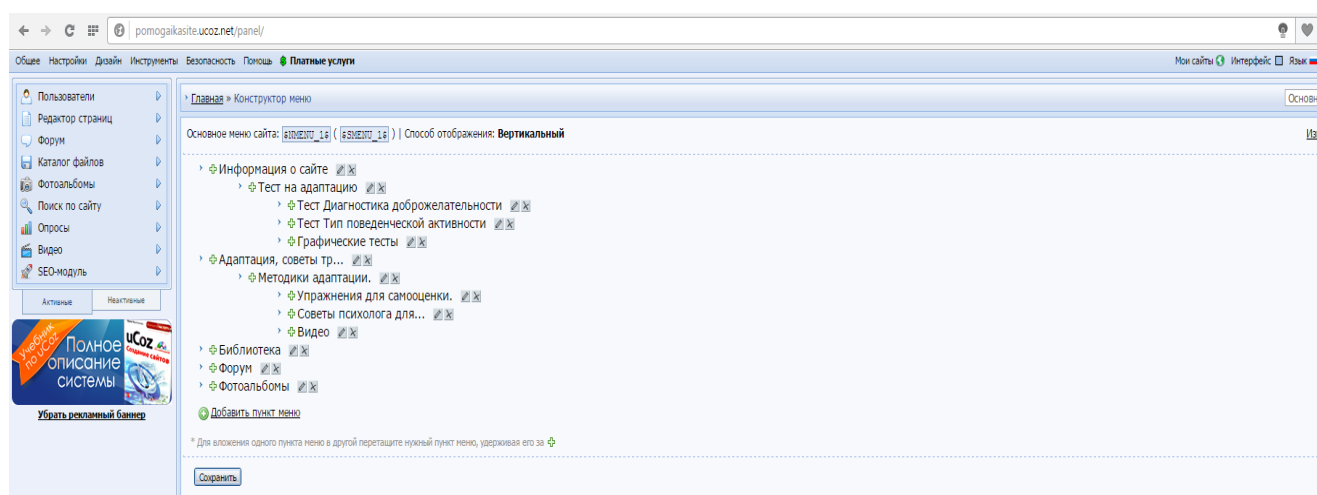 pomogaikasite.ucoz.net/panel/
Общее Настройки Дизайн Инструменты Безопасность Помощь Платные услуги
Мои сайты Интерфейс Язык
Пользователи
Редактор страниц
Форум
Каталог файлов
Фотоальбомы
Поиск по сайту
Опросы
Видео
SEO-модуль
Активные Неактивные
Учебник по uCoz
Полное описание системы
uCoz
Создание сайтов
Убрать рекламный баннер
Главная » Конструктор меню
Основн
Основное меню сайта: $NMENU_1$ ( $SMENU_1$ ) | Способ отображения: Вертикальный
Из
Информация о сайте
Тест на адаптацию
Тест Диагностика доброжелательности
Тест Тип поведенческой активности
Графические тесты
Адаптация, советы тр...
Методики адаптации.
Упражнения для самооценки.
Советы психолога для...
Видео
Библиотека
Форум
Фотоальбомы
Добавить пункт меню
* Для вложения одного пункта меню в другой перетащите нужный пункт меню, удерживая его за
Сохранить